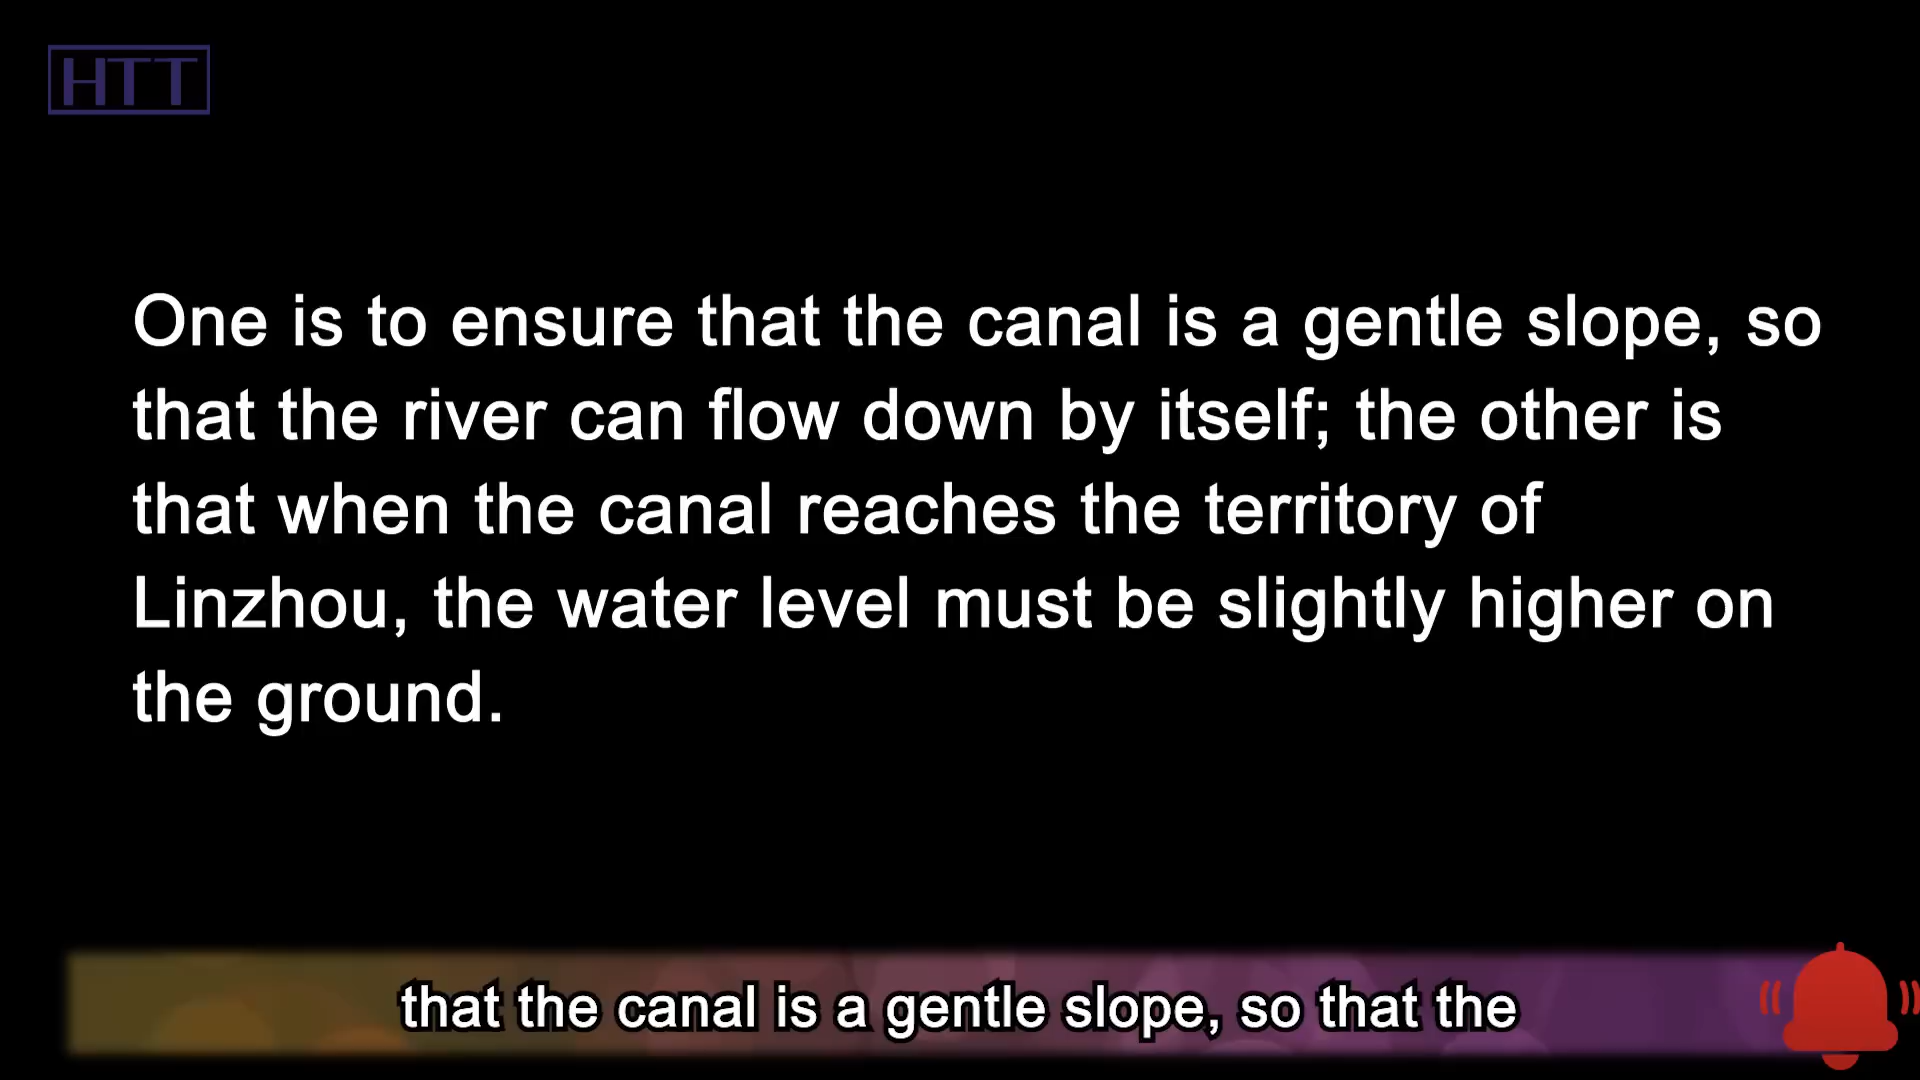 HTT
One is to ensure that the canal is a gentle slope, so
that the river can flow down by itself; the other is
that when the canal reaches the territory of
Linzhou, the water level must be slightly higher on
the ground.
that the canal is a gentle slope, so that the